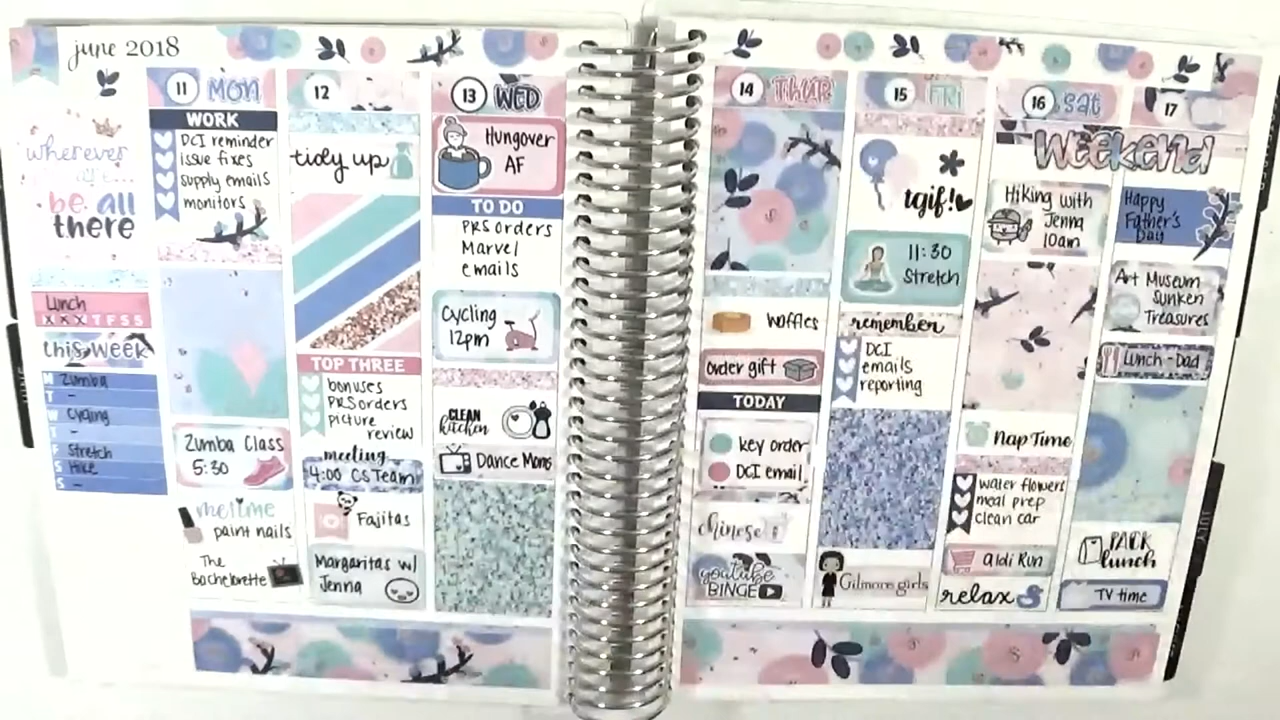 june 2018
wherever
be all
there
Lunch
X X X T F S S
this week
M Zumba
T -
W Cycling
T -
F Stretch
S Hike
S
11 MON
WORK
DCI reminder
issue fixes
supply emails
monitors
Zumba Class
5:30
metime
paint nails
The
Bachelorette
12
tidy up
TOP THREE
bonuses
PRS orders
picture
review
meeting
4:00 CS Team
Fajitas
Margaritas w/
Jenna
13 WED
Hungover
AF
TO DO
PRS orders
Marvel
emails
Cycling
12pm
CLEAN
kitchen
Dance Moms
14 THUR
Waffles
order gift
TODAY
key order
DCI email
chinese
youtube
BINGE
15 FRI
tgif!
11:30
Stretch
remember
DCI
emails
reporting
Gilmore girls
16 sat
WEEKEND
Hiking with
Jenna
10am
Nap Time
water flowers
meal prep
clean car
aldi Run
relax
17
Happy
Father's
Day
Art Museum
Sunken
Treasures
Lunch - Dad
PACK
lunch
TV time
JUNE
JULY